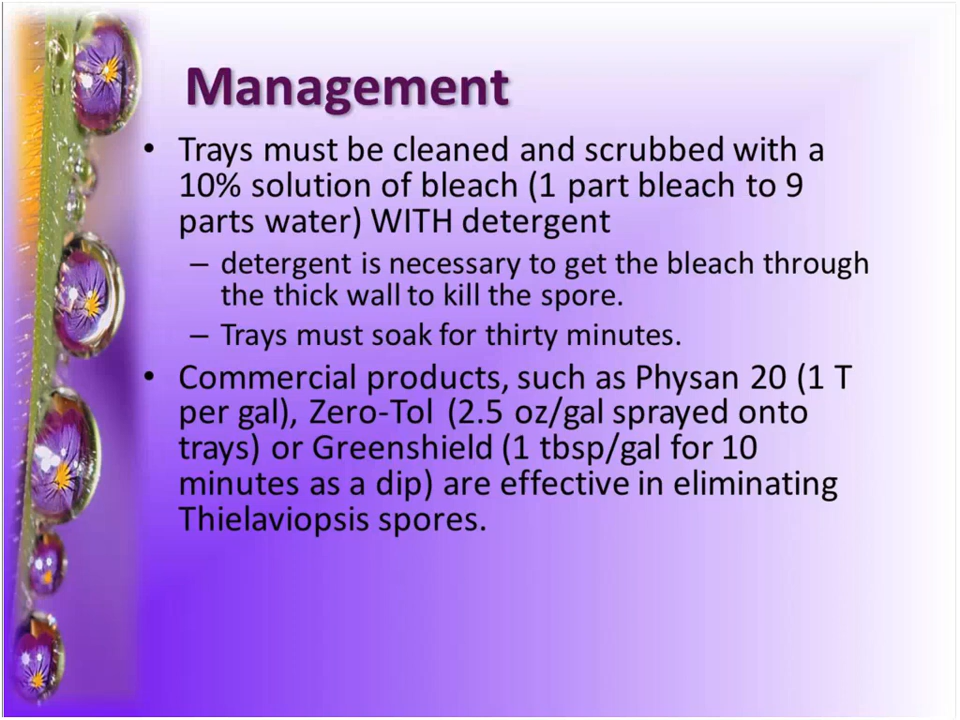 Management
• Trays must be cleaned and scrubbed with a
10% solution of bleach (1 part bleach to 9
parts water) WITH detergent
– detergent is necessary to get the bleach through
the thick wall to kill the spore.
– Trays must soak for thirty minutes.
• Commercial products, such as Physan 20 (1 T
per gal), Zero-Tol (2.5 oz/gal sprayed onto
trays) or Greenshield (1 tbsp/gal for 10
minutes as a dip) are effective in eliminating
Thielaviopsis spores.